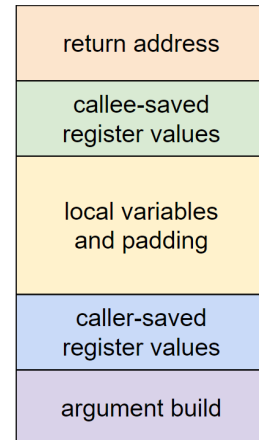 return address
callee-saved
register values
local variables
and padding
caller-saved
register values
argument build